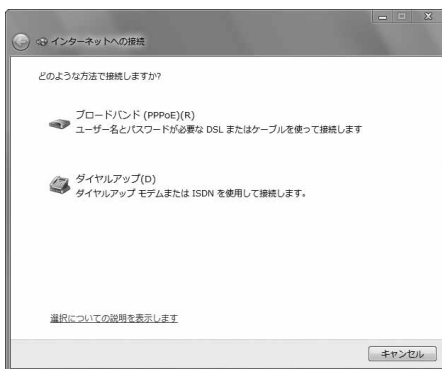 インターネットへの接続
どのような方法で接続しますか?
ブロードバンド (PPPoE)(R)
ユーザー名とパスワードが必要な DSL またはケーブルを使って接続します
ダイヤルアップ(D)
ダイヤルアップ モデムまたは ISDN を使用して接続します。
選択についての説明を表示します
キャンセル